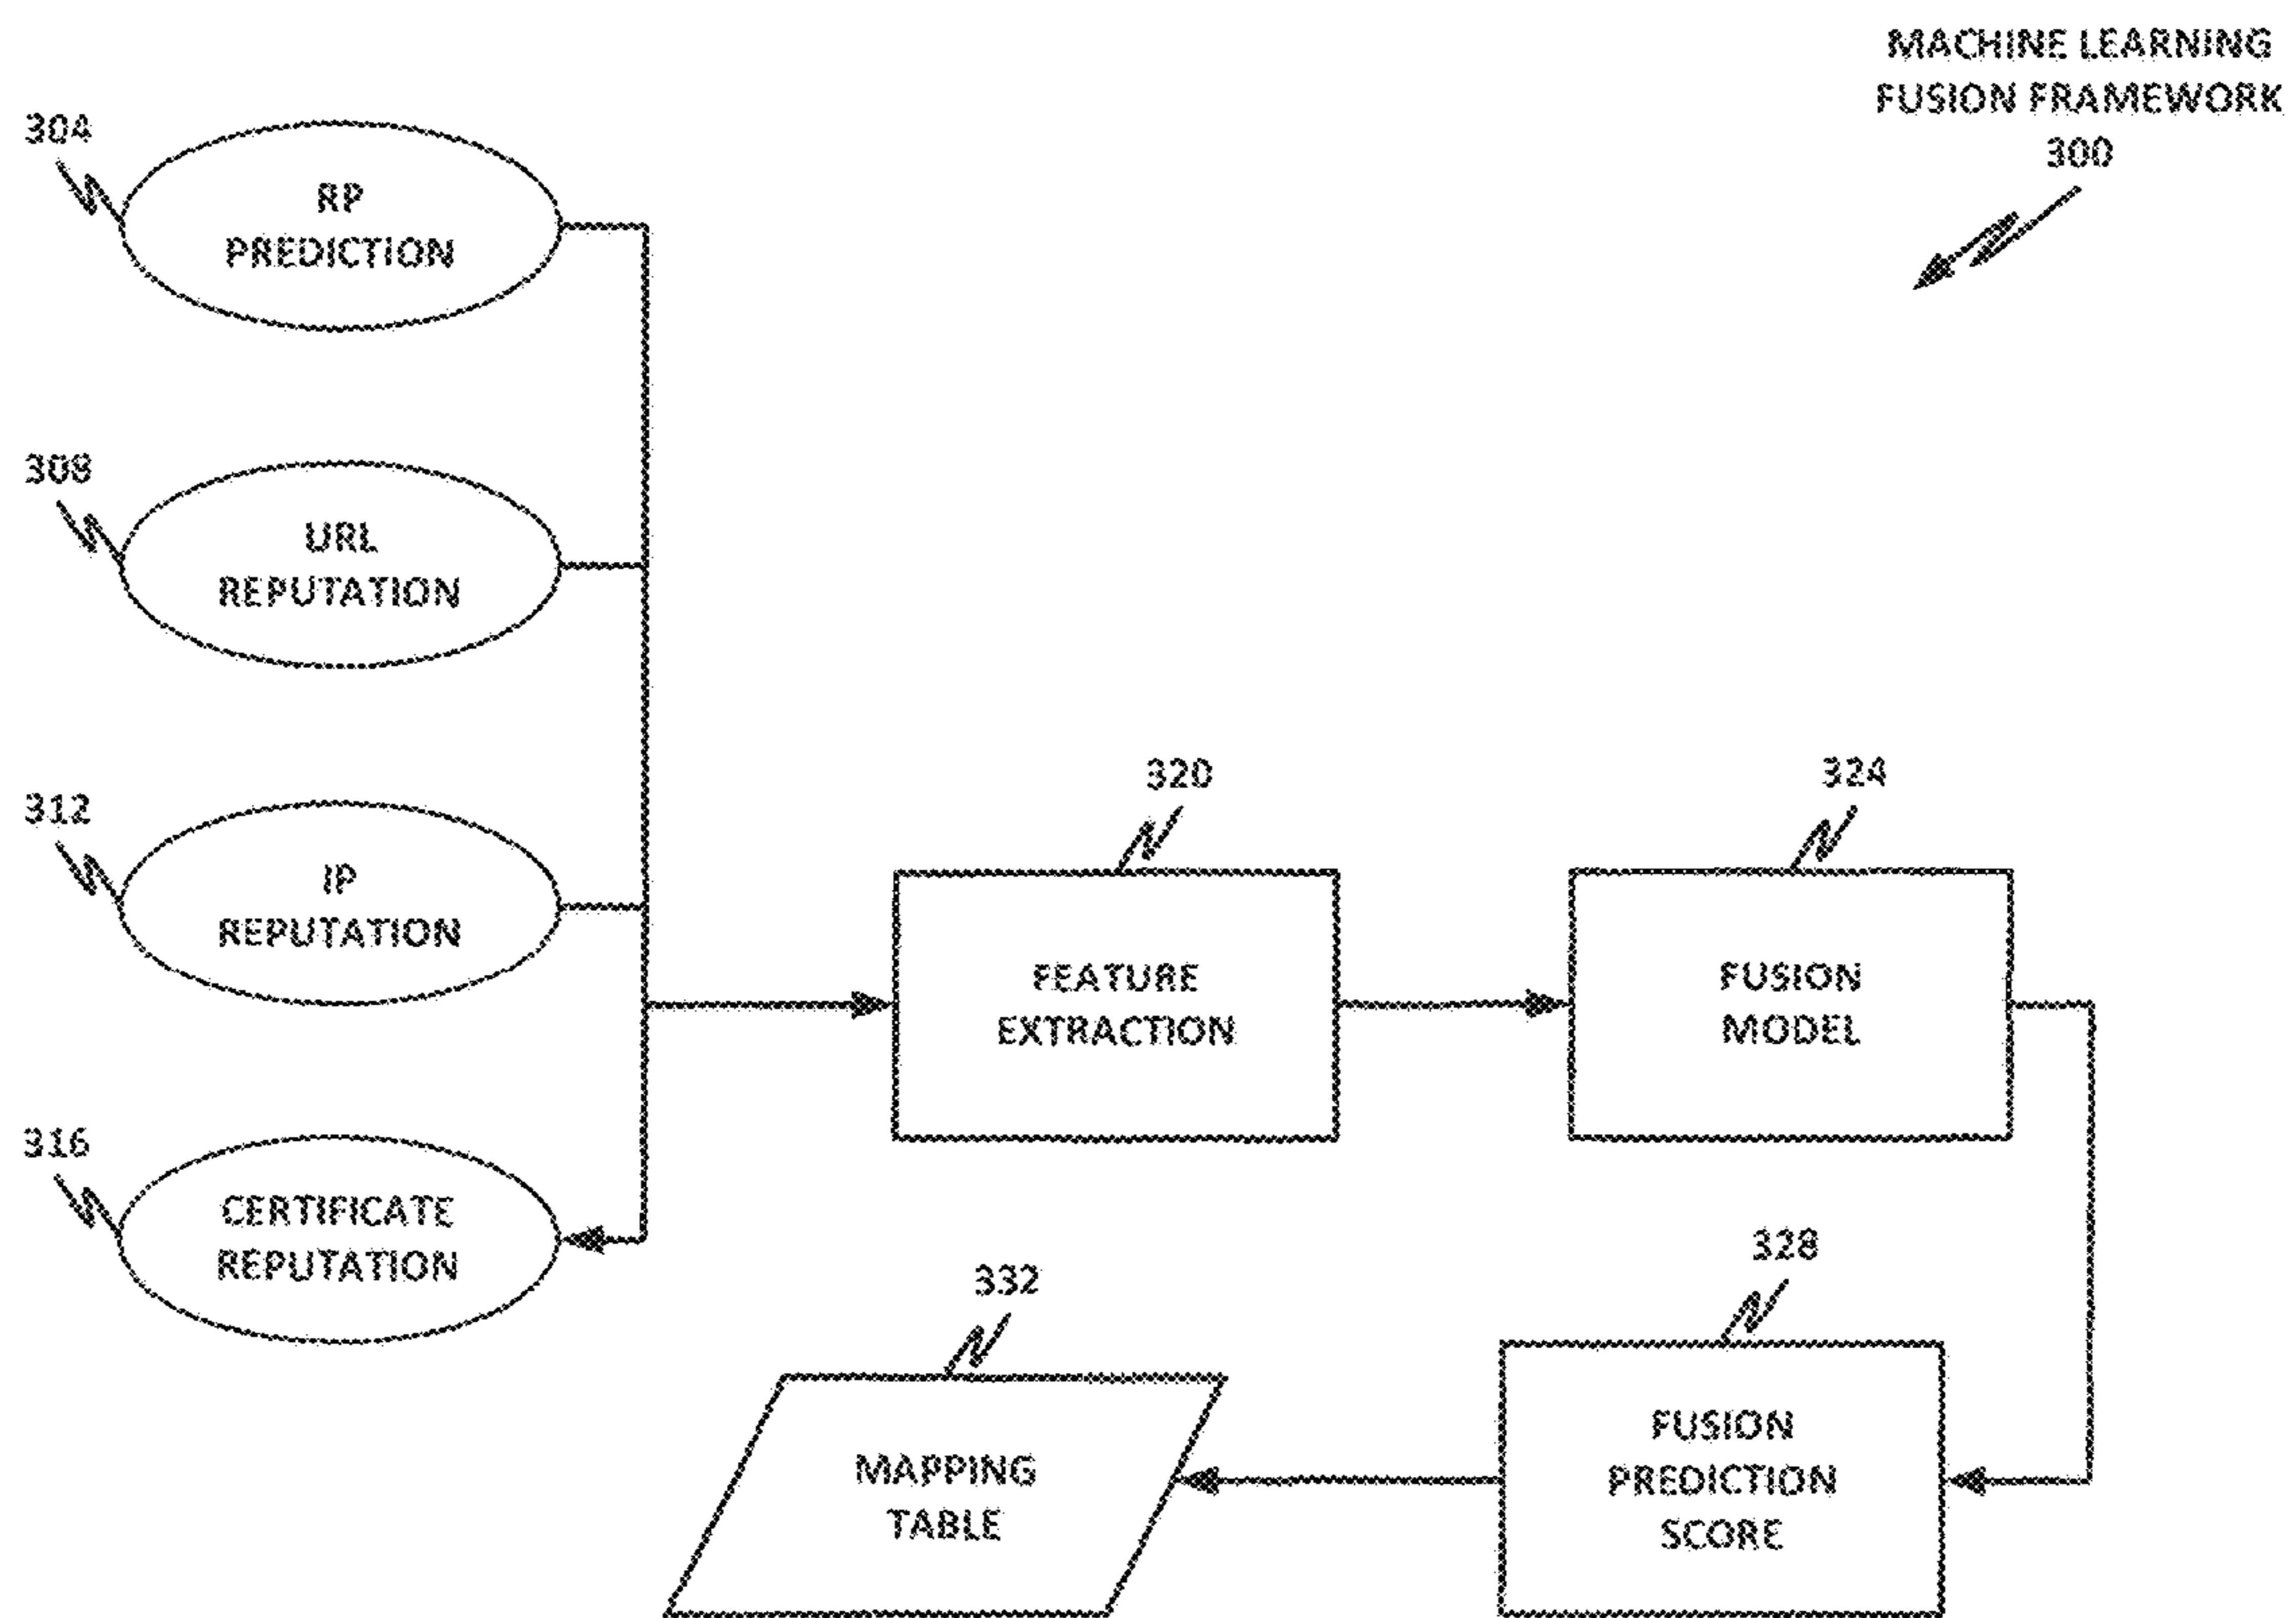 MACHINE LEARNING
FUSION FRAMEWORK
300
304
RP
PREDICTION
308
URL
REPUTATION
312
IP
REPUTATION
316
CERTIFICATE
REPUTATION
320
FEATURE
EXTRACTION
324
FUSION
MODEL
328
FUSION
PREDICTION
SCORE
332
MAPPING
TABLE